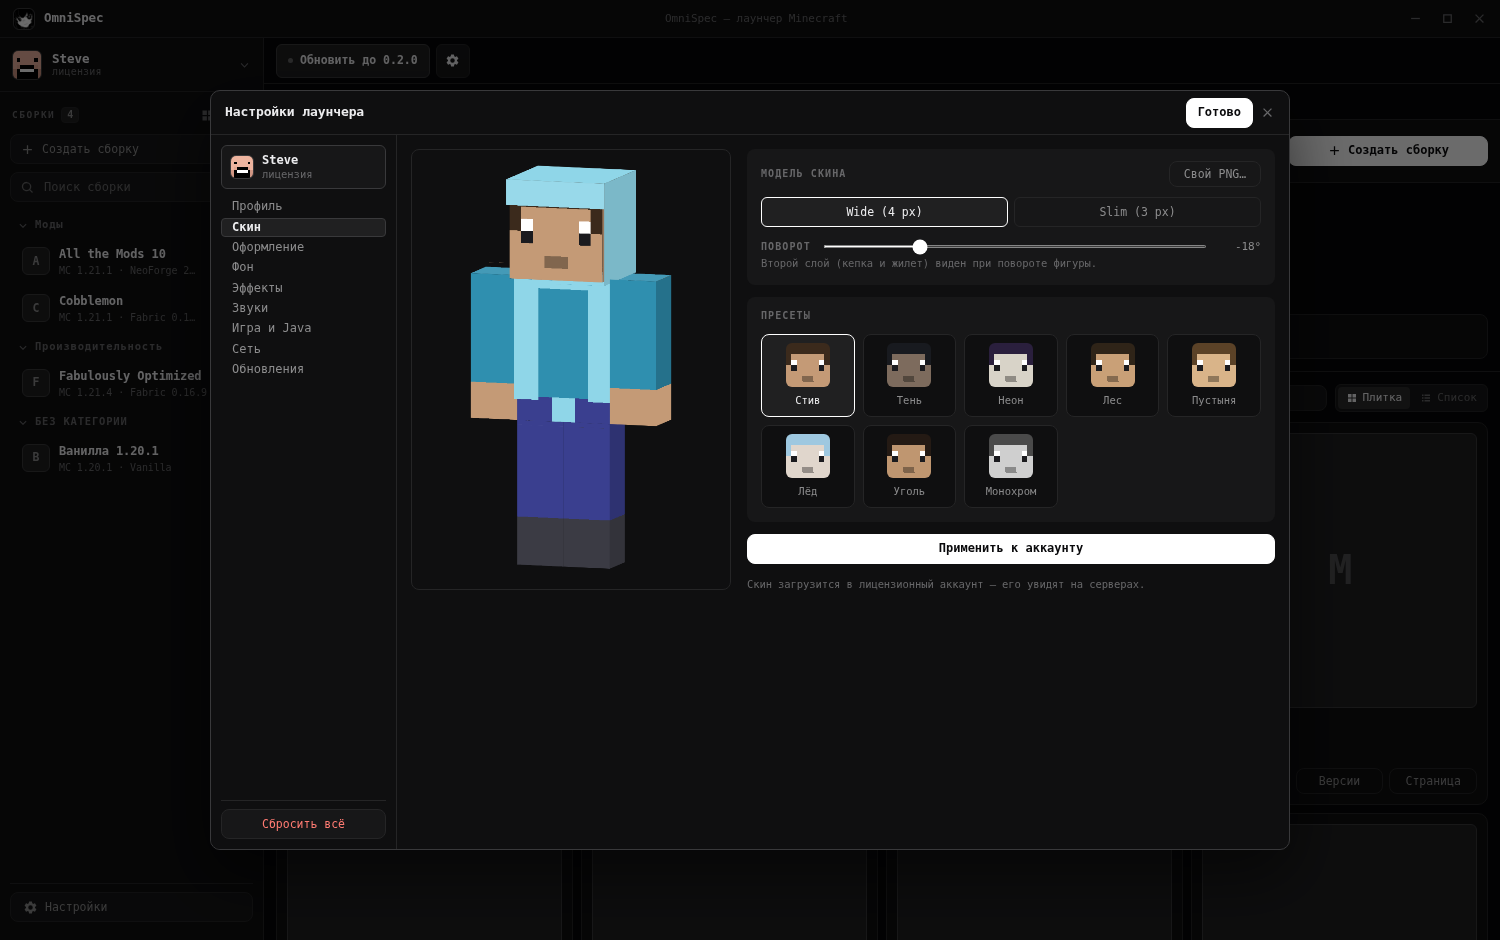 OmniSpec
OmniSpec — лаунчер Minecraft
Steve
лицензия
Обновить до 0.2.0
СБОРКИ 4
Создать сборку
Поиск сборки
Моды
A
All the Mods 10
MC 1.21.1 · NeoForge 2…
C
Cobblemon
MC 1.21.1 · Fabric 0.1…
Производительность
F
Fabulously Optimized
MC 1.21.4 · Fabric 0.16.9
БЕЗ КАТЕГОРИИ
B
Ванилла 1.20.1
MC 1.20.1 · Vanilla
Настройки
Настройки лаунчера
Готово
Steve
лицензия
Профиль
Скин
Оформление
Фон
Эффекты
Звуки
Игра и Java
Сеть
Обновления
Сбросить всё
МОДЕЛЬ СКИНА
Свой PNG…
Wide (4 px)
Slim (3 px)
ПОВОРОТ
-18°
Второй слой (кепка и жилет) виден при повороте фигуры.
ПРЕСЕТЫ
Стив
Тень
Неон
Лес
Пустыня
Лёд
Уголь
Монохром
Применить к аккаунту
Скин загрузится в лицензионный аккаунт — его увидят на серверах.
Создать сборку
Плитка
Список
M
Версии
Страница